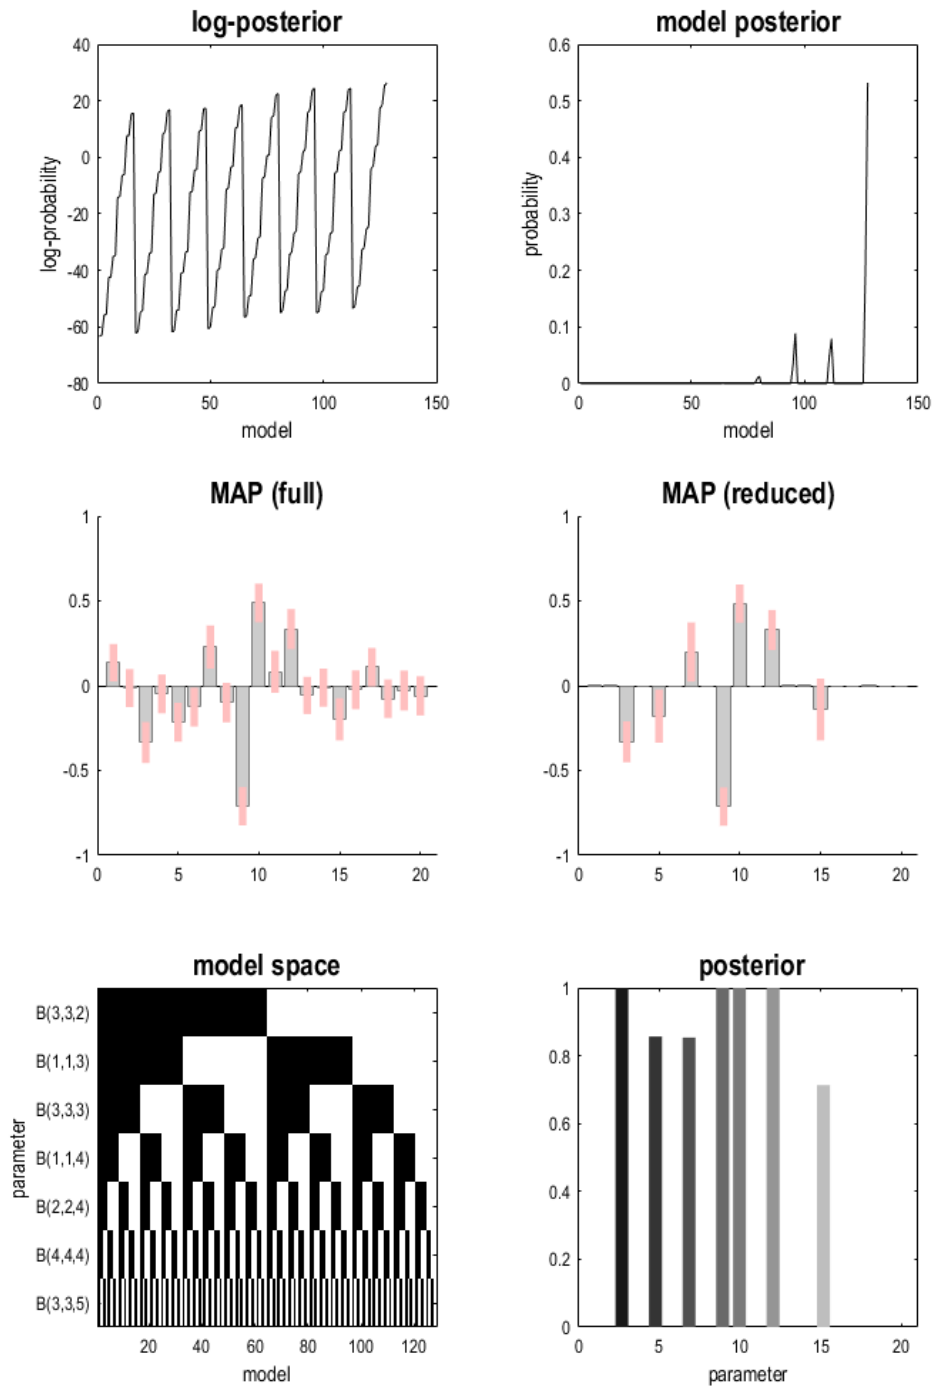 log-posterior
40
20
0
-20
-40
-60
-80
0
50
100
150
log-probability
model
model posterior
0.6
0.5
0.4
0.3
0.2
0.1
0
50
100
150
probability
model
MAP (full)
1
0.5
0
-0.5
-1
0
5
10
15
20
MAP (reduced)
1
0.5
0
-0.5
-1
0
5
10
15
20
model space
B(3,3,2)
B(1,1,3)
B(3,3,3)
B(1,1,4)
B(2,2,4)
B(4,4,4)
B(3,3,5)
parameter
20
40
60
80
100
120
model
posterior
1
0.8
0.6
0.4
0.2
0
0
5
10
15
20
parameter